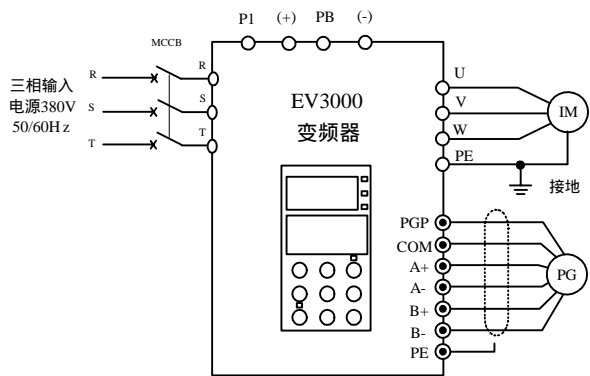 P1 (+) PB (-)
MCCB
三相输入
电源380V
50/60Hz
R
S
T
R
S
T
EV3000
变频器
U
V
W
PE
IM
接地
PGP
COM
A+
A-
B+
B-
PE
PG